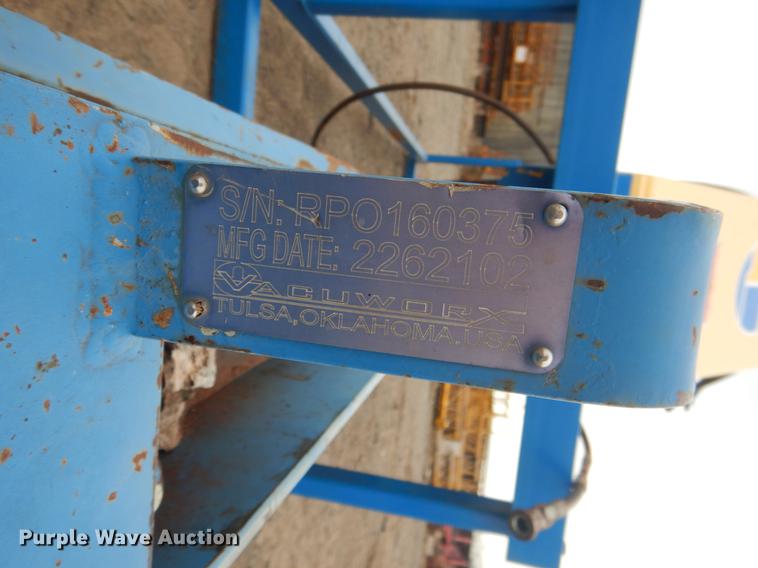 S/N: RPO160375
MFG DATE: 2262102
VACUWORX
TULSA, OKLAHOMA. USA
Purple Wave Auction